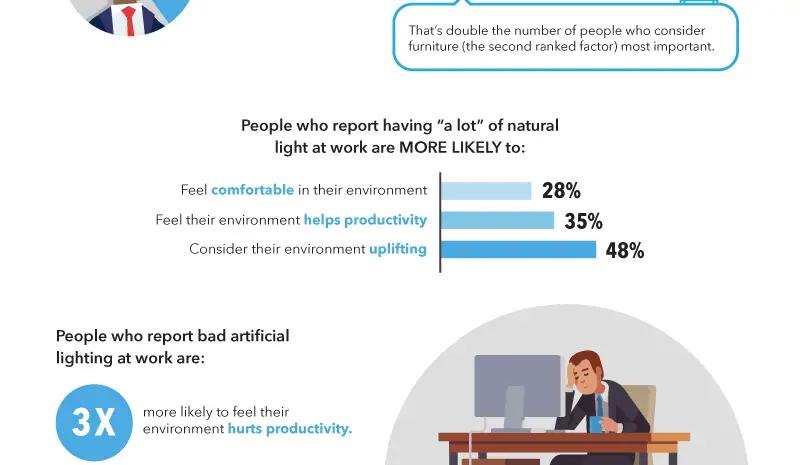 That's double the number of people who consider
furniture (the second ranked factor) most important.
People who report having “a lot” of natural
light at work are MORE LIKELY to:
Feel comfortable in their environment 28%
Feel their environment helps productivity 35%
Consider their environment uplifting 48%
People who report bad artificial
lighting at work are:
3X
more likely to feel their
environment hurts productivity.